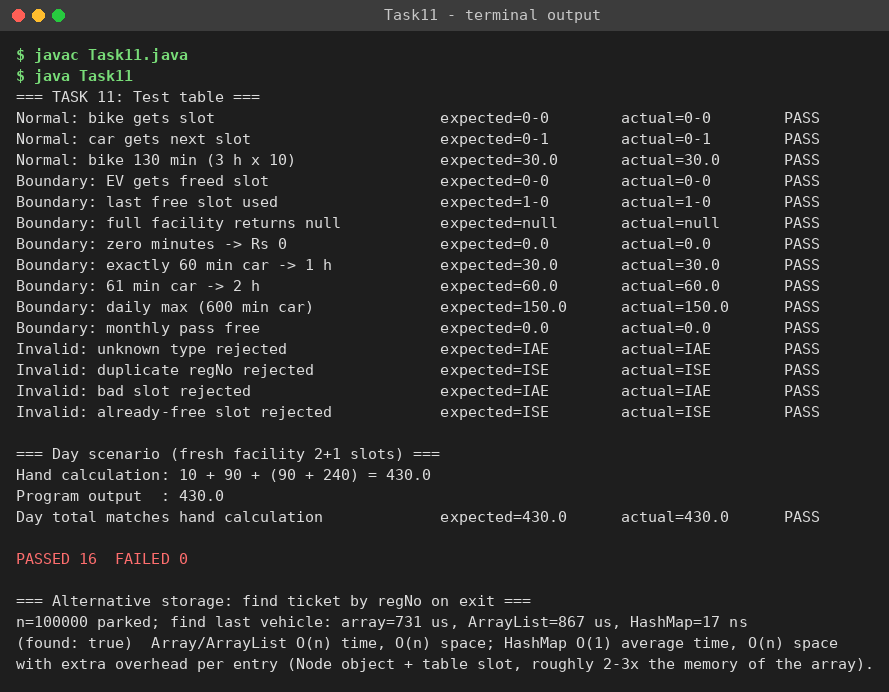 Task11 - terminal output
$ javac Task11.java
$ java Task11
=== TASK 11: Test table ===
Normal: bike gets slot expected=0-0 actual=0-0 PASS
Normal: car gets next slot expected=0-1 actual=0-1 PASS
Normal: bike 130 min (3 h x 10) expected=30.0 actual=30.0 PASS
Boundary: EV gets freed slot expected=0-0 actual=0-0 PASS
Boundary: last free slot used expected=1-0 actual=1-0 PASS
Boundary: full facility returns null expected=null actual=null PASS
Boundary: zero minutes -> Rs 0 expected=0.0 actual=0.0 PASS
Boundary: exactly 60 min car -> 1 h expected=30.0 actual=30.0 PASS
Boundary: 61 min car -> 2 h expected=60.0 actual=60.0 PASS
Boundary: daily max (600 min car) expected=150.0 actual=150.0 PASS
Boundary: monthly pass free expected=0.0 actual=0.0 PASS
Invalid: unknown type rejected expected=IAE actual=IAE PASS
Invalid: duplicate regNo rejected expected=ISE actual=ISE PASS
Invalid: bad slot rejected expected=IAE actual=IAE PASS
Invalid: already-free slot rejected expected=ISE actual=ISE PASS
=== Day scenario (fresh facility 2+1 slots) ===
Hand calculation: 10 + 90 + (90 + 240) = 430.0
Program output  : 430.0
Day total matches hand calculation expected=430.0 actual=430.0 PASS
PASSED 16  FAILED 0
=== Alternative storage: find ticket by regNo on exit ===
n=100000 parked; find last vehicle: array=731 us, ArrayList=867 us, HashMap=17 ns
(found: true)  Array/ArrayList O(n) time, O(n) space; HashMap O(1) average time, O(n) space
with extra overhead per entry (Node object + table slot, roughly 2-3x the memory of the array).